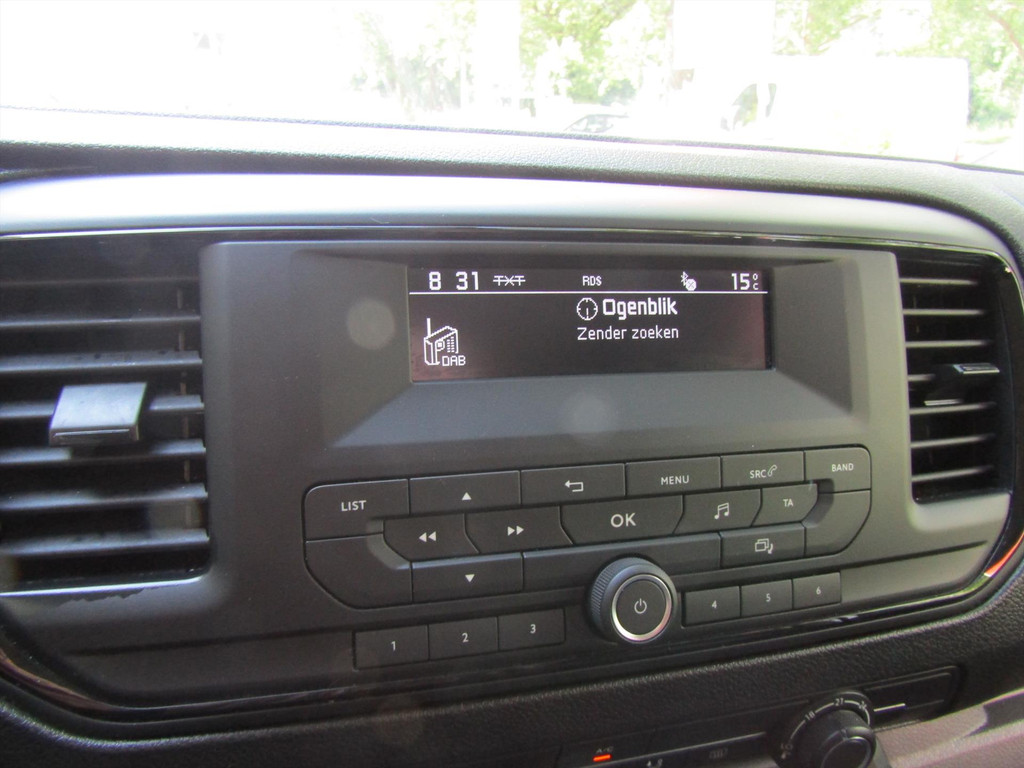 8 31 TXT RDS 15°C
Ogenblik
Zender zoeken
DAB
LIST MENU SRC BAND
OK TA
1 2 3 4 5 6
A/C